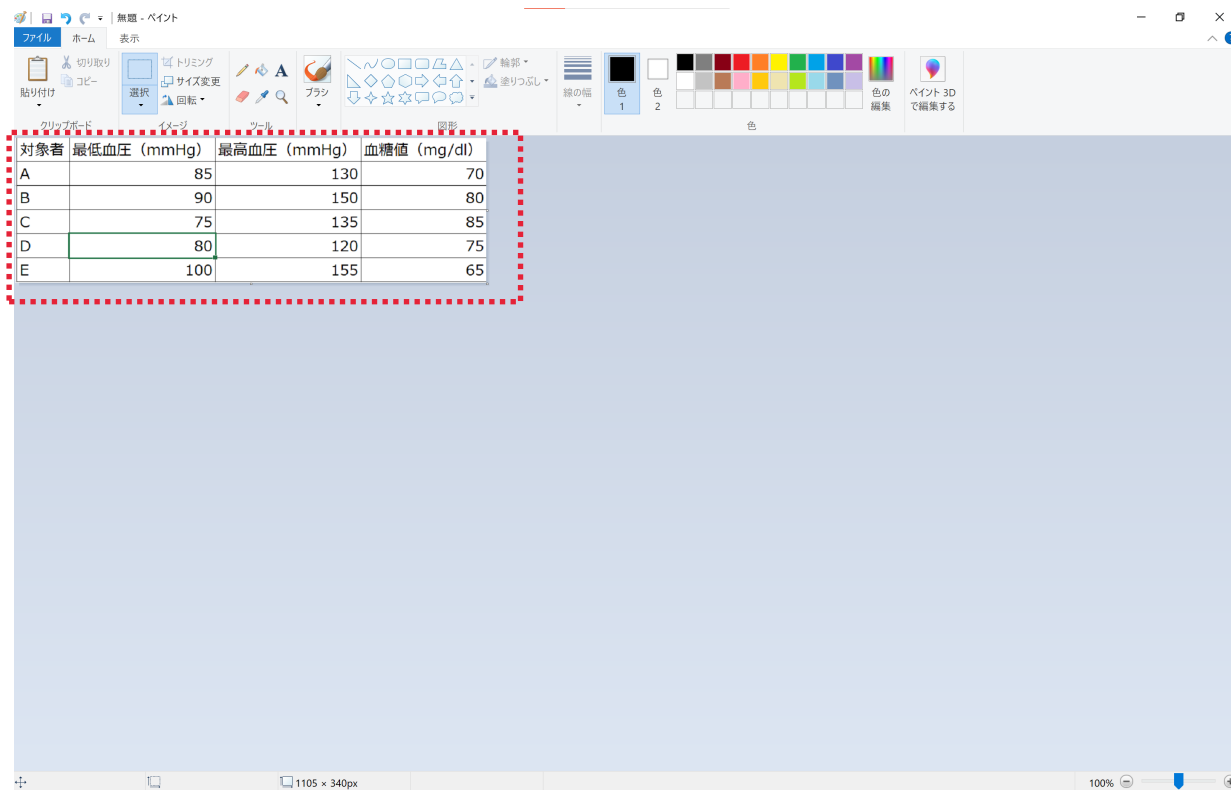 無題 - ペイント
ファイル ホーム 表示
貼り付け
切り取り
コピー
クリップボード
選択
トリミング
サイズ変更
回転
イメージ
A
ツール
ブラシ
図形
輪郭
塗りつぶし
線の幅
色
1
色
2
色の
編集
色
ペイント 3D
で編集する
対象者 最低血圧（mmHg） 最高血圧（mmHg） 血糖値（mg/dl）
A 85 130 70
B 90 150 80
C 75 135 85
D 80 120 75
E 100 155 65
1105 × 340px
100%